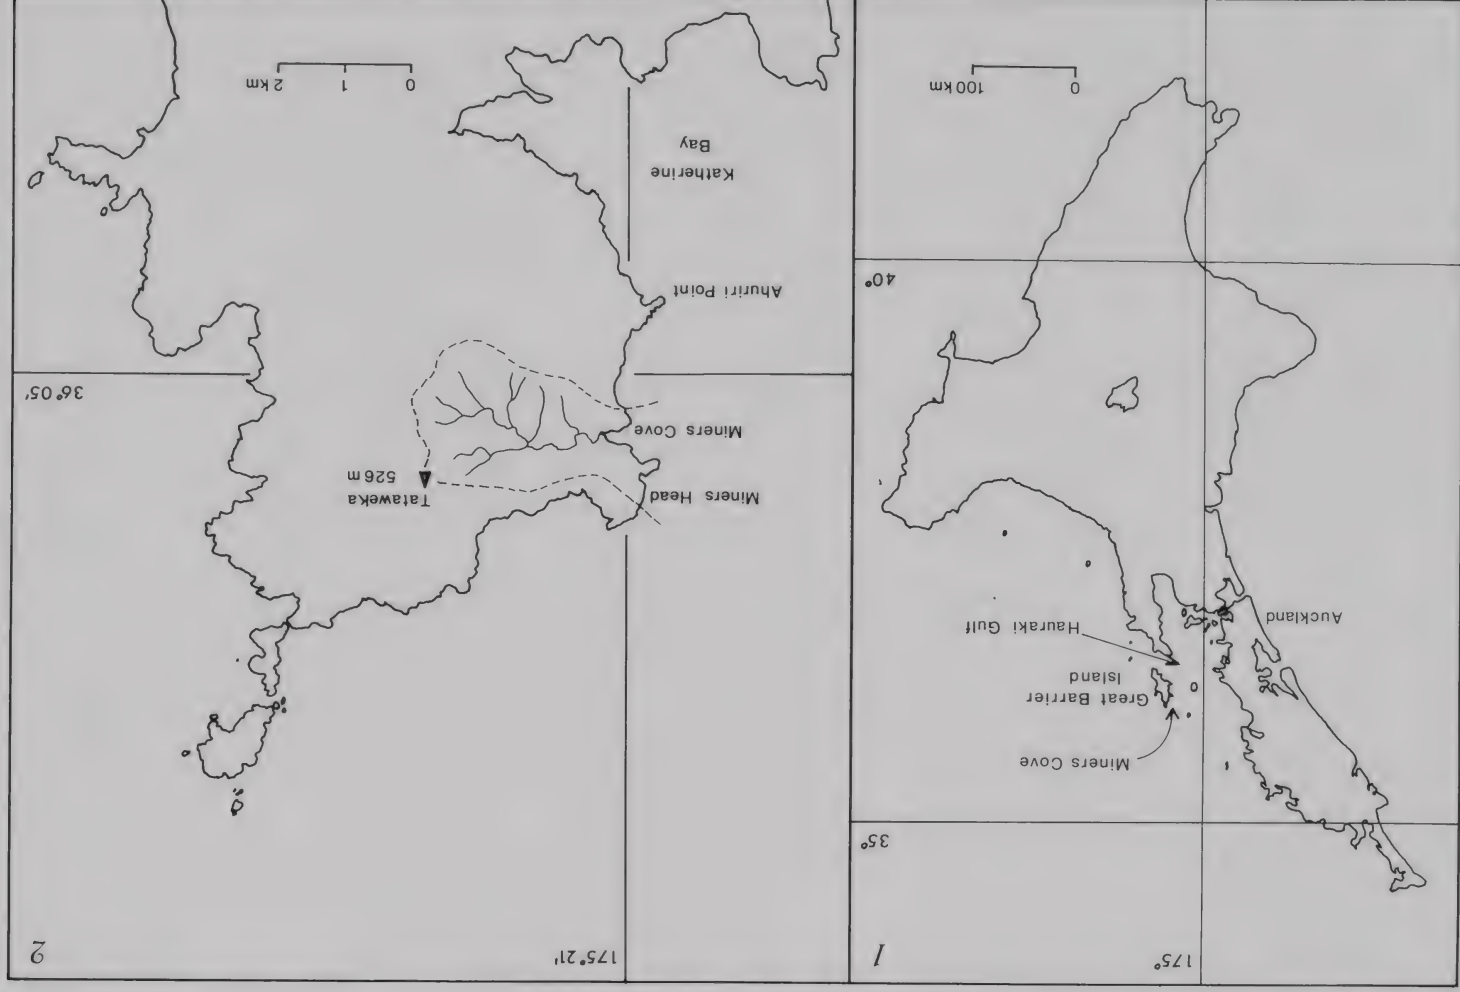 1
175°
35°
Miners Cove
Great Barrier
Island
Hauraki Gulf
Auckland
40°
0 100 km
2
175°21'
Tataweka
526 m
Miners Head
Miners Cove
36°05'
Ahuriri Point
Katherine
Bay
0 1 2 km